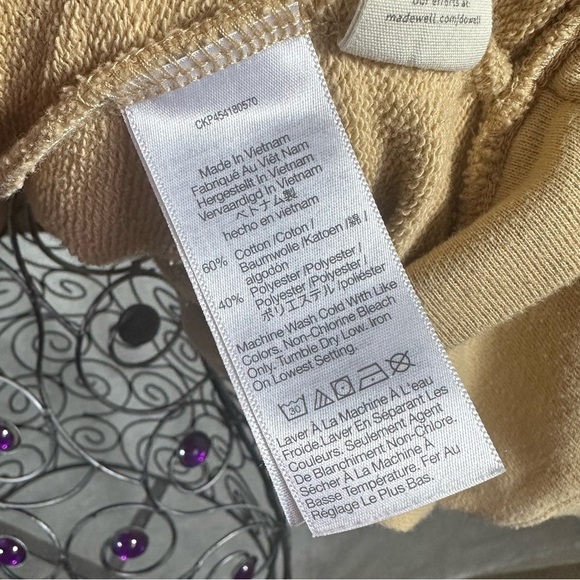 our efforts at:
madewell.com/dowell
CKP454180570
Made In Vietnam
Fabriqué Au Viêt Nam
Hergestellt In Vietnam
Vervaardigd In Vietnam
ベトナム製
hecho en vietnam
60% Cotton /Coton /
Baumwolle /Katoen /綿 /
algodon
40% Polyester /Polyester /
Polyester /Polyester /
ポリエステル /poliéster
Machine Wash Cold With Like
Colors. Non-Chlorine Bleach
Only. Tumble Dry Low. Iron
On Lowest Setting.
30
Laver À La Machine À L'eau
Froide.Laver En Séparant Les
Couleurs. Seulement Agent
De Blanchiment Non-Chlore.
Sécher À La Machine À
Basse Température. Fer Au
Réglage Le Plus Bas.